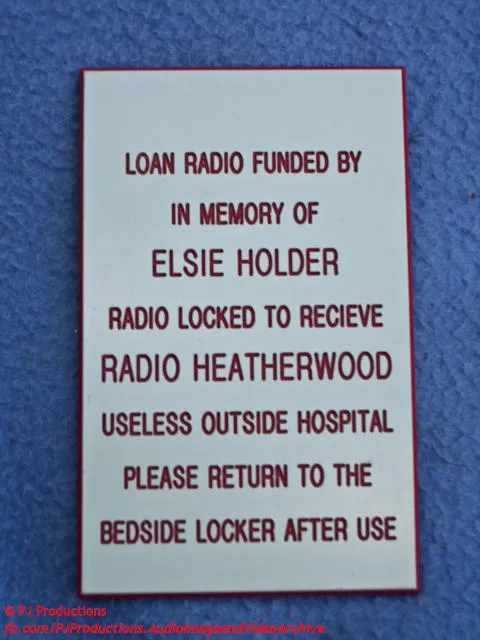 LOAN RADIO FUNDED BY
IN MEMORY OF
ELSIE HOLDER
RADIO LOCKED TO RECIEVE
RADIO HEATHERWOOD
USELESS OUTSIDE HOSPITAL
PLEASE RETURN TO THE
BEDSIDE LOCKER AFTER USE
© PJ Productions
fb.com/PJProductions.AudioImageandVideoArchive